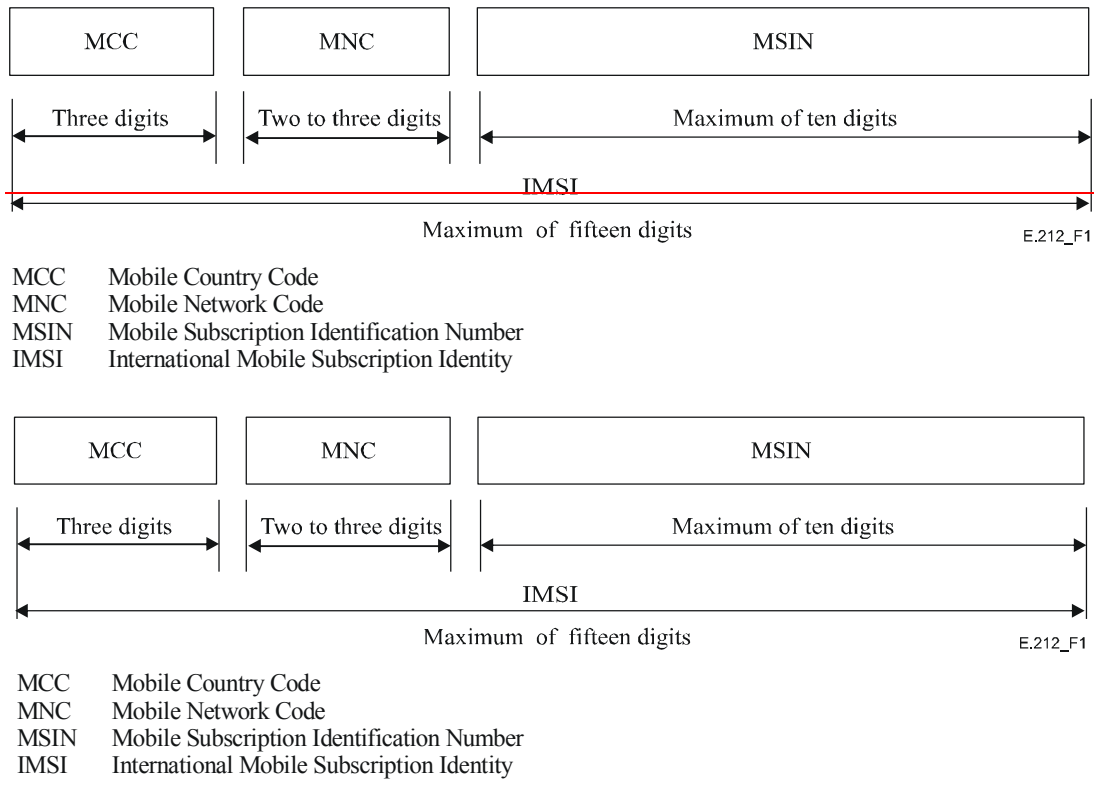 MCC MNC MSIN
Three digits Two to three digits Maximum of ten digits
IMSI
Maximum of fifteen digits
E.212_F1
MCC Mobile Country Code
MNC Mobile Network Code
MSIN Mobile Subscription Identification Number
IMSI International Mobile Subscription Identity
MCC MNC MSIN
Three digits Two to three digits Maximum of ten digits
IMSI
Maximum of fifteen digits
E.212_F1
MCC Mobile Country Code
MNC Mobile Network Code
MSIN Mobile Subscription Identification Number
IMSI International Mobile Subscription Identity